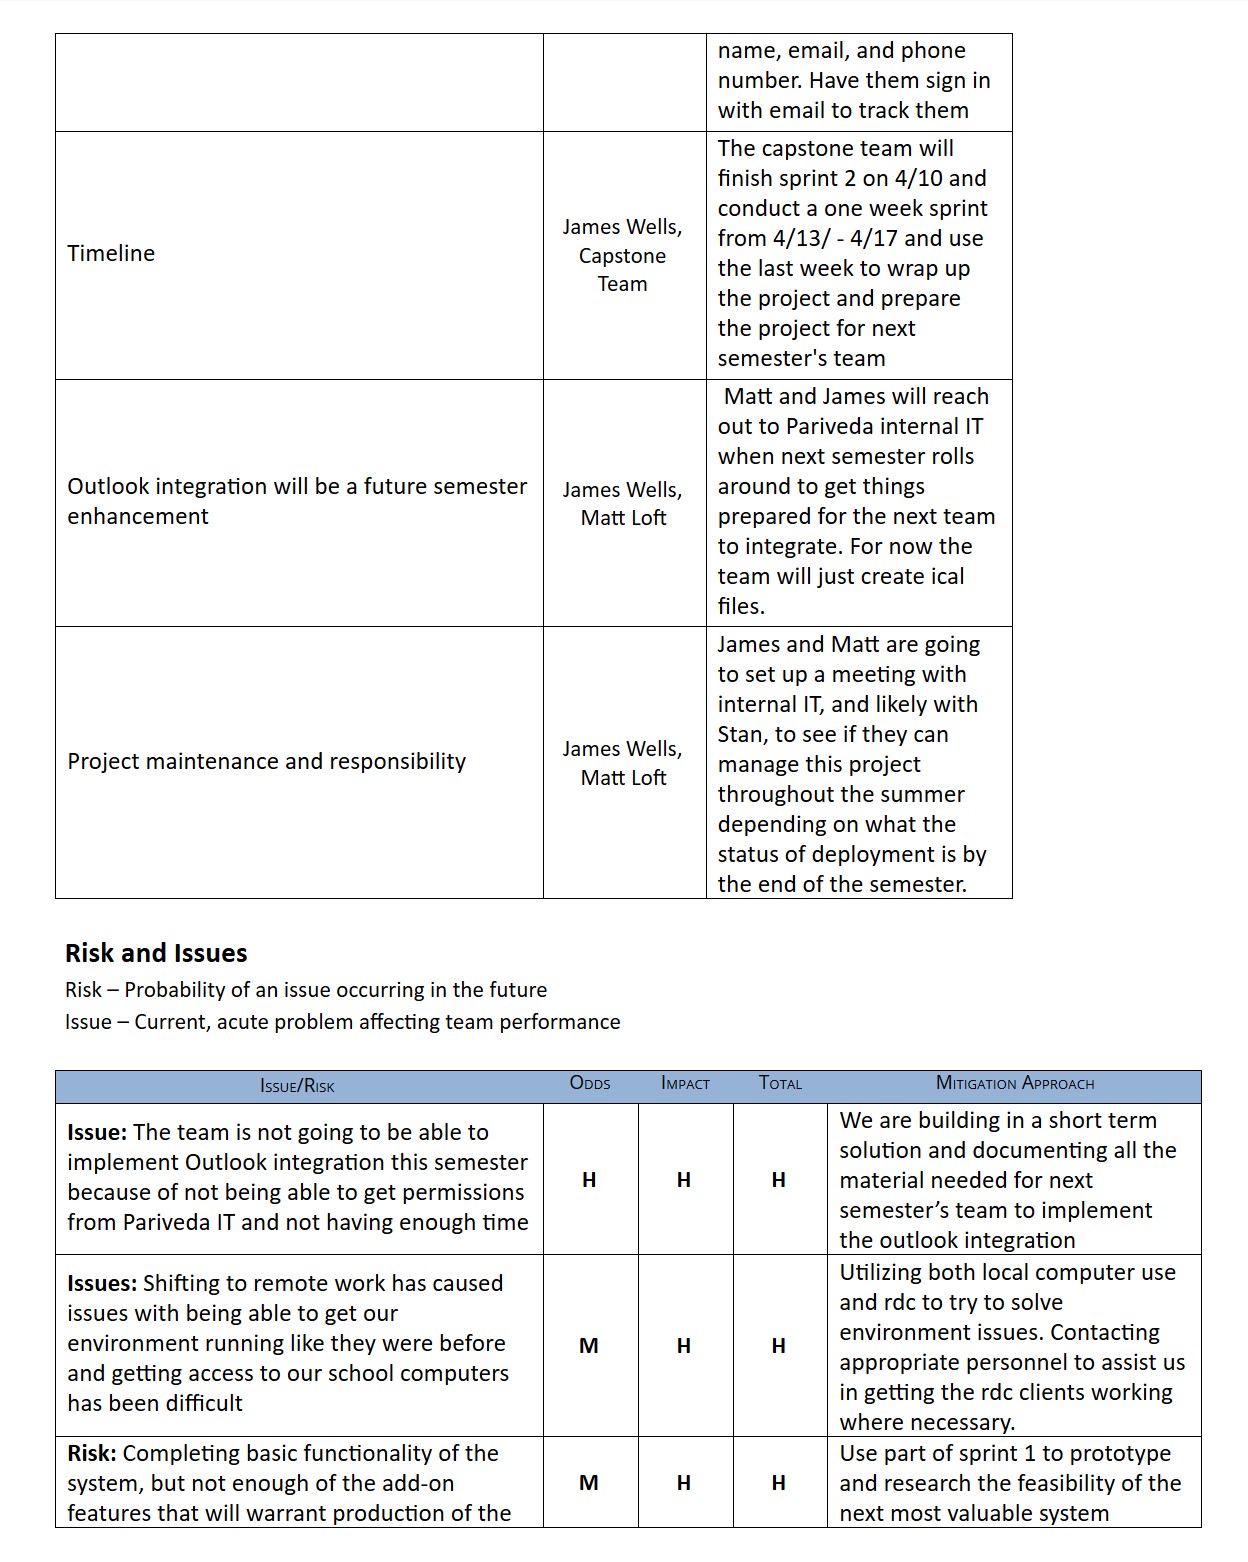 name, email, and phone
number. Have them sign in
with email to track them
Timeline
James Wells,
Capstone
Team
The capstone team will
finish sprint 2 on 4/10 and
conduct a one week sprint
from 4/13/ - 4/17 and use
the last week to wrap up
the project and prepare
the project for next
semester's team
Outlook integration will be a future semester
enhancement
James Wells,
Matt Loft
Matt and James will reach
out to Pariveda internal IT
when next semester rolls
around to get things
prepared for the next team
to integrate. For now the
team will just create ical
files.
Project maintenance and responsibility
James Wells,
Matt Loft
James and Matt are going
to set up a meeting with
internal IT, and likely with
Stan, to see if they can
manage this project
throughout the summer
depending on what the
status of deployment is by
the end of the semester.
Risk and Issues
Risk – Probability of an issue occurring in the future
Issue – Current, acute problem affecting team performance
Issue/Risk Odds Impact Total Mitigation Approach
Issue: The team is not going to be able to
implement Outlook integration this semester
because of not being able to get permissions
from Pariveda IT and not having enough time
H H H
We are building in a short term
solution and documenting all the
material needed for next
semester’s team to implement
the outlook integration
Issues: Shifting to remote work has caused
issues with being able to get our
environment running like they were before
and getting access to our school computers
has been difficult
M H H
Utilizing both local computer use
and rdc to try to solve
environment issues. Contacting
appropriate personnel to assist us
in getting the rdc clients working
where necessary.
Risk: Completing basic functionality of the
system, but not enough of the add-on
features that will warrant production of the
M H H
Use part of sprint 1 to prototype
and research the feasibility of the
next most valuable system